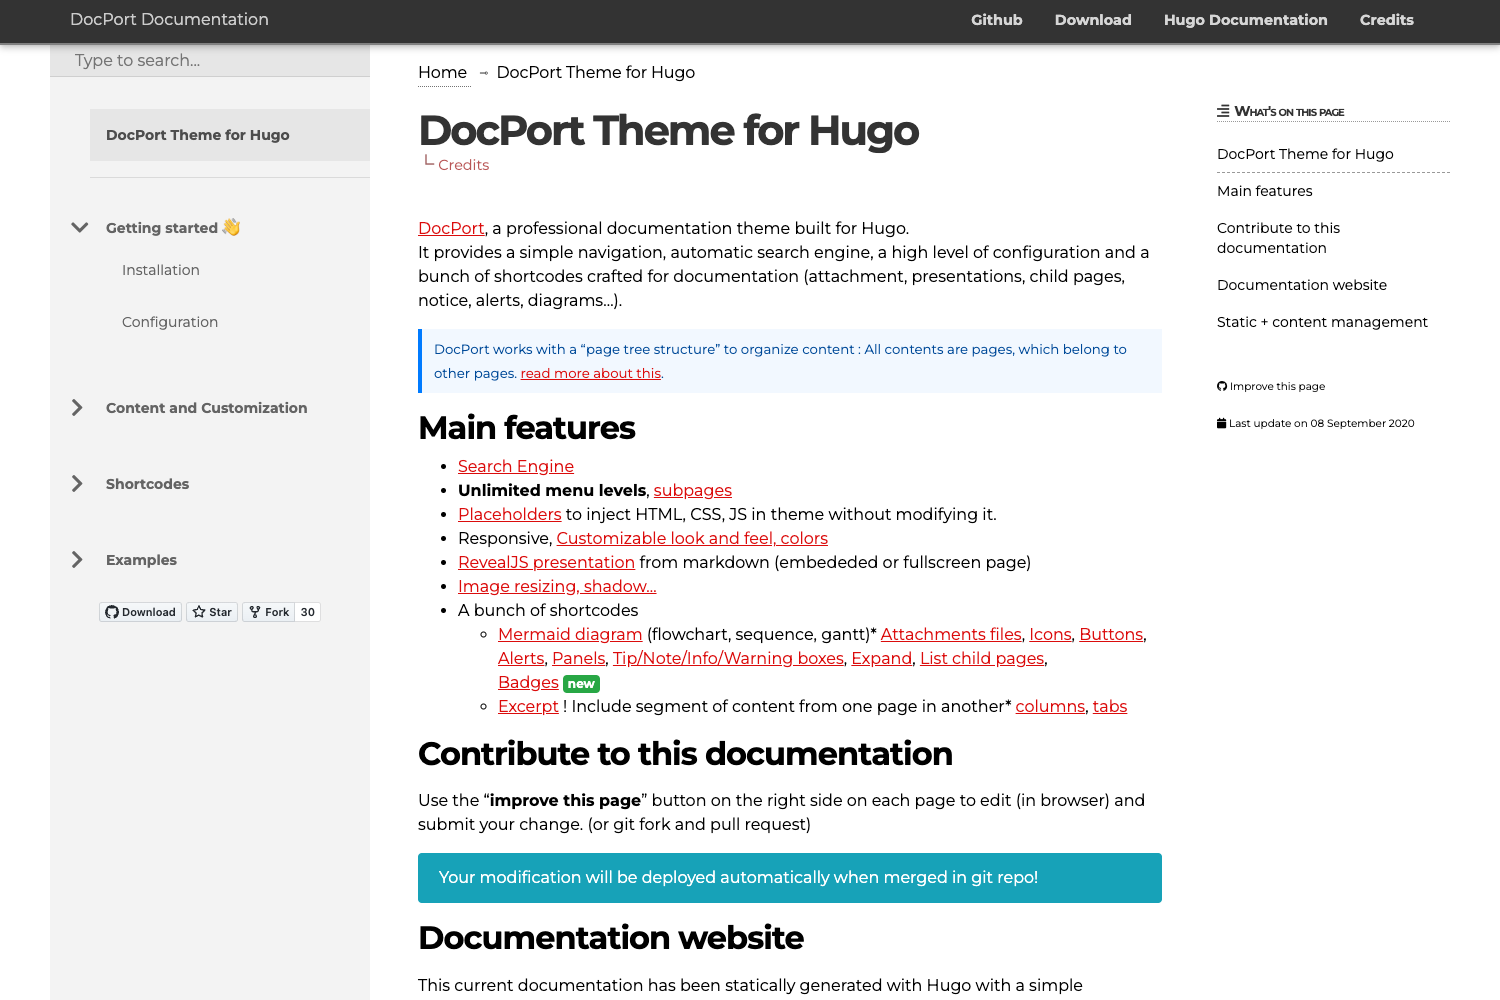 DocPort Documentation
Github
Download
Hugo Documentation
Credits
Type to search...
DocPort Theme for Hugo
Getting started 👋
Installation
Configuration
Content and Customization
Shortcodes
Examples
Download
Star
Fork
30
Home → DocPort Theme for Hugo
DocPort Theme for Hugo
Credits
DocPort, a professional documentation theme built for Hugo.
It provides a simple navigation, automatic search engine, a high level of configuration and a
bunch of shortcodes crafted for documentation (attachment, presentations, child pages,
notice, alerts, diagrams…).
DocPort works with a “page tree structure” to organize content : All contents are pages, which belong to
other pages. read more about this.
Main features
• Search Engine
• Unlimited menu levels, subpages
• Placeholders to inject HTML, CSS, JS in theme without modifying it.
• Responsive, Customizable look and feel, colors
• RevealJS presentation from markdown (embededed or fullscreen page)
• Image resizing, shadow…
• A bunch of shortcodes
◦ Mermaid diagram (flowchart, sequence, gantt)* Attachments files, Icons, Buttons,
Alerts, Panels, Tip/Note/Info/Warning boxes, Expand, List child pages,
Badges new
◦ Excerpt ! Include segment of content from one page in another* columns, tabs
Contribute to this documentation
Use the “improve this page” button on the right side on each page to edit (in browser) and
submit your change. (or git fork and pull request)
Your modification will be deployed automatically when merged in git repo!
Documentation website
This current documentation has been statically generated with Hugo with a simple
What's on this page
DocPort Theme for Hugo
Main features
Contribute to this
documentation
Documentation website
Static + content management
Improve this page
Last update on 08 September 2020